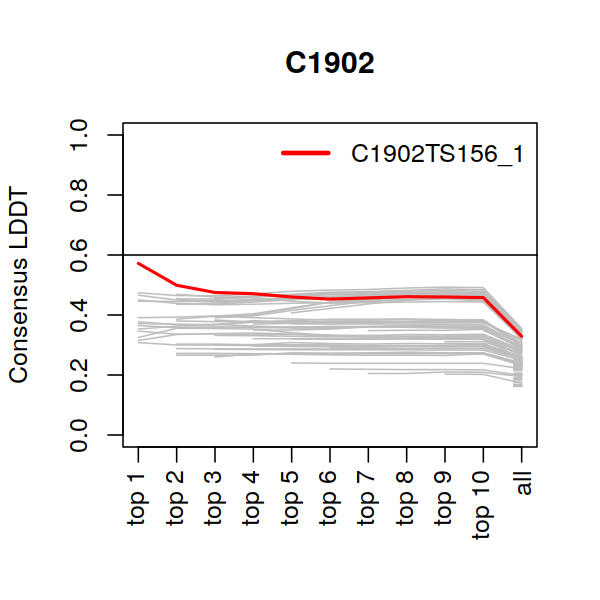 C1902
C1902TS156_1
Consensus LDDT
1.0
0.8
0.6
0.4
0.2
0.0
top 1
top 2
top 3
top 4
top 5
top 6
top 7
top 8
top 9
top 10
all